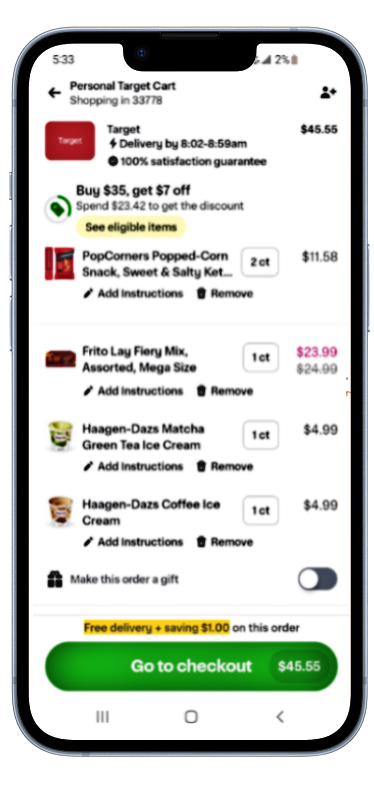 5:33
2%
Personal Target Cart
Shopping in 33778
Target
Target
$45.55
Delivery by 8:02-8:59am
100% satisfaction guarantee
Buy $35, get $7 off
Spend $23.42 to get the discount
See eligible items
PopCorners Popped-Corn
Snack, Sweet & Salty Ket...
2 ct
$11.58
Add Instructions Remove
Frito Lay Fiery Mix,
Assorted, Mega Size
1 ct
$23.99
$24.99
Add Instructions Remove
Haagen-Dazs Matcha
Green Tea Ice Cream
1 ct
$4.99
Add Instructions Remove
Haagen-Dazs Coffee Ice
Cream
1 ct
$4.99
Add Instructions Remove
Make this order a gift
Free delivery + saving $1.00 on this order
Go to checkout $45.55